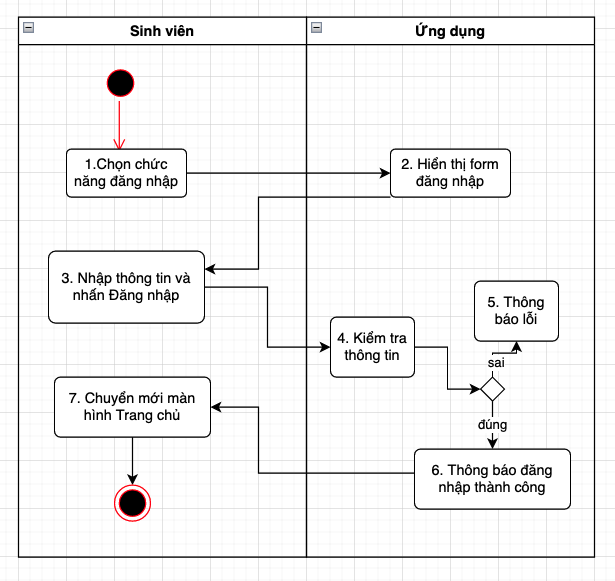 Sinh viên
Ứng dụng
1.Chọn chức
năng đăng nhập
2. Hiển thị form
đăng nhập
3. Nhập thông tin và
nhấn Đăng nhập
4. Kiểm tra
thông tin
5. Thông
báo lỗi
sai
đúng
6. Thông báo đăng
nhập thành công
7. Chuyển mới màn
hình Trang chủ